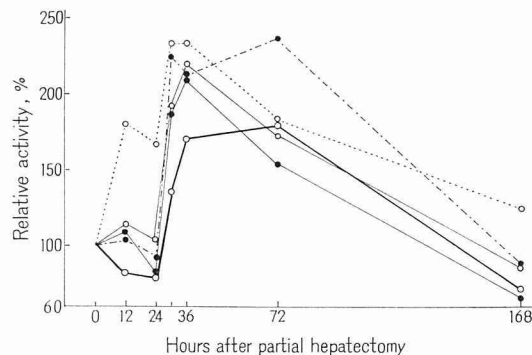 250
200
150
100
60
Relative activity, %
0 12 24 36 72 168
Hours after partial hepatectomy